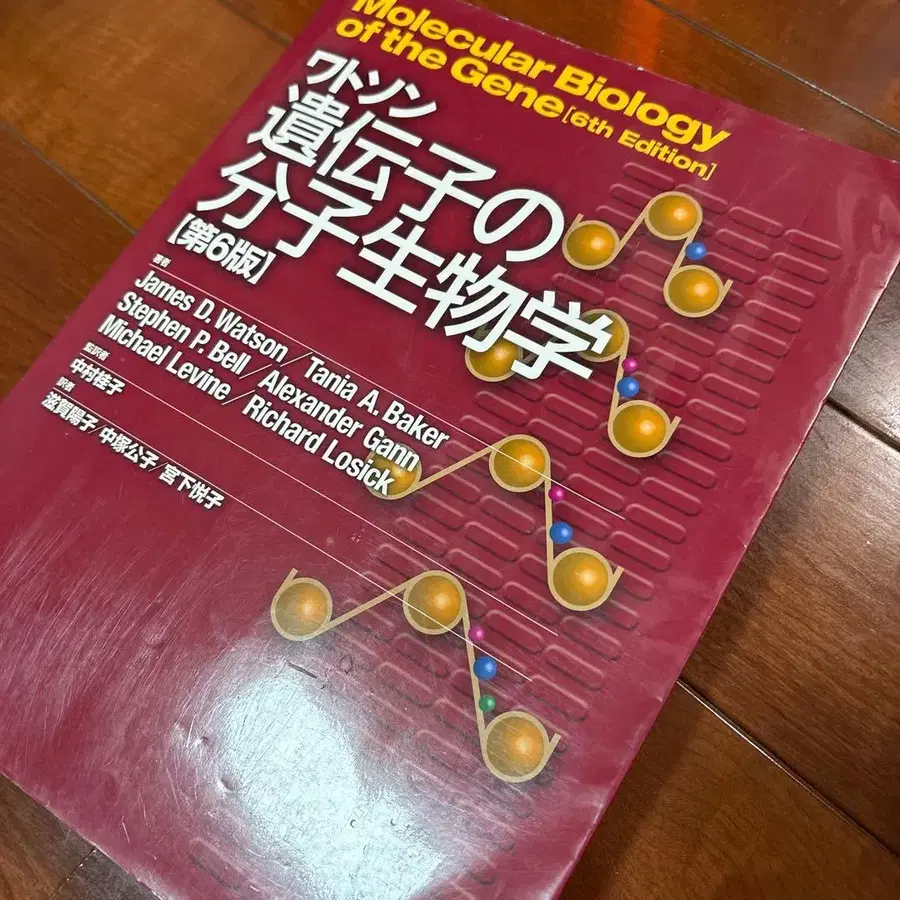 Molecular Biology
of the Gene [6th Edition]
ワトソン
遺伝子の
分子生物学
[第6版]
著者
James D. Watson / Tania A. Baker
Stephen P. Bell / Alexander Gann
Michael Levine / Richard Losick
監訳者
中村桂子
訳者
滋賀陽子 / 中塚公子 / 宮下悦子